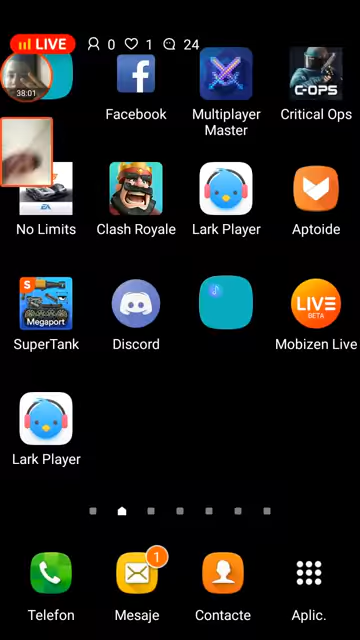 LIVE 0 1 24
38:01
Facebook
Multiplayer Master
Critical Ops
C-OPS
No Limits
EA
Clash Royale
Lark Player
Aptoide
S
Megaport
LIVE
BETA
SuperTank
Discord
Mobizen Live
Lark Player
1
Telefon
Mesaje
Contacte
Aplic.